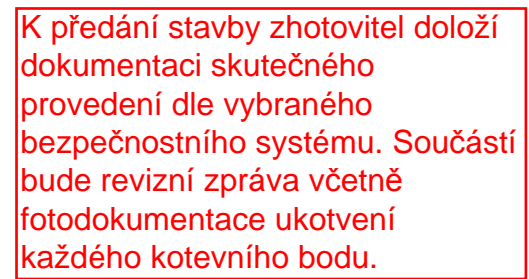 K předání stavby zhotovitel doloží
dokumentaci skutečného
provedení dle vybraného
bezpečnostního systému. Součástí
bude revizní zpráva včetně
fotodokumentace ukotvení
každého kotevního bodu.